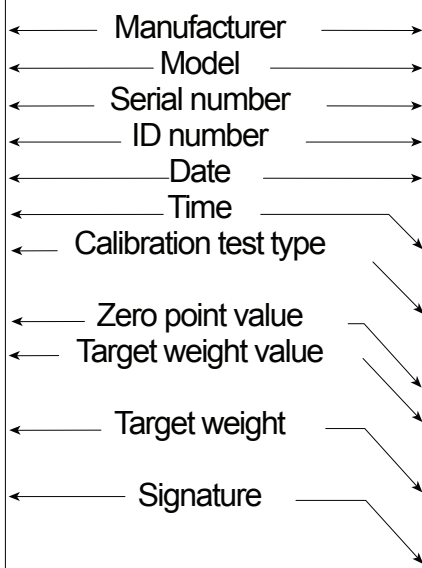 Manufacturer
Model
Serial number
ID number
Date
Time
Calibration test type
Zero point value
Target weight value
Target weight
Signature